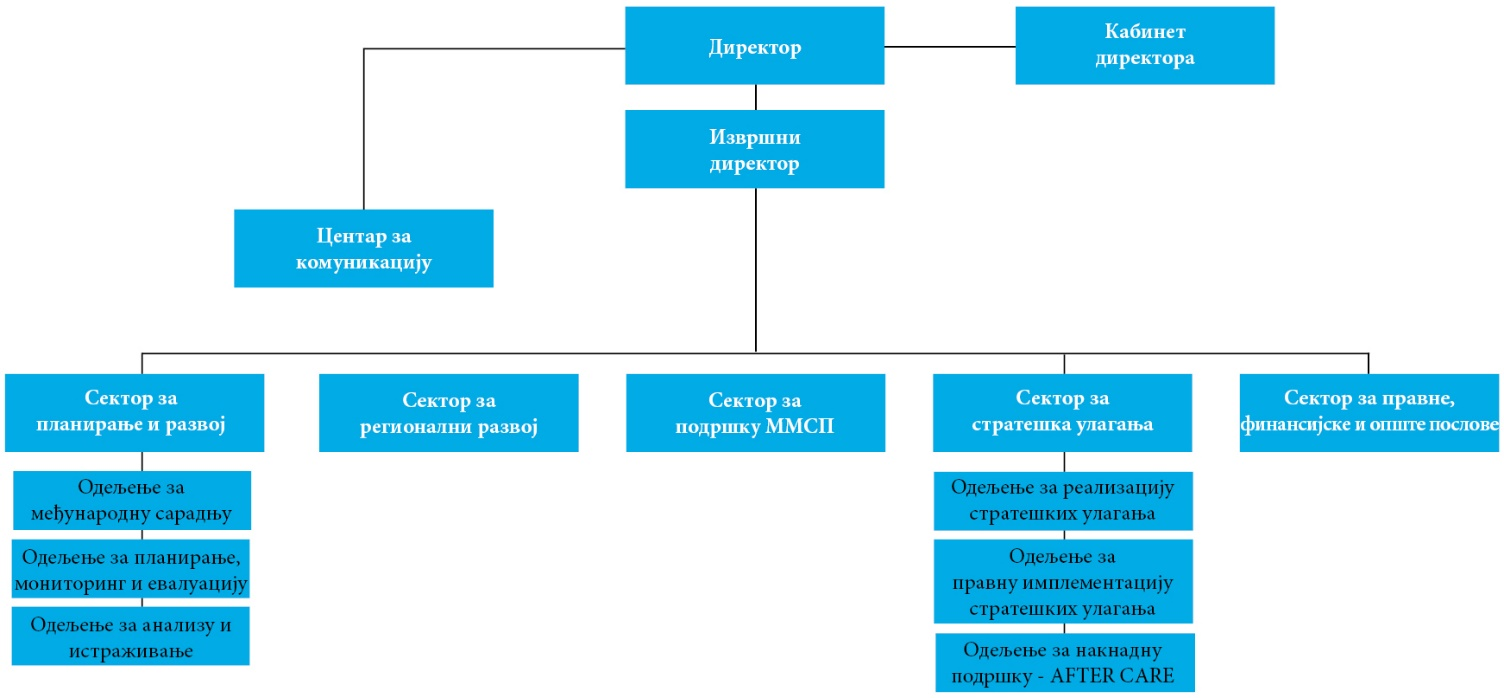 Директор
Кабинет
директора
Извршни
директор
Центар за
комуникацију
Сектор за
планирање и развој
Одељење за
међународну сарадњу
Одељење за планирање,
мониторинг и евалуацију
Одељење за анализу и
истраживање
Сектор за
регионални развој
Сектор за
подршку ММСП
Сектор за
стратешка улагања
Одељење за реализацију
стратешких улагања
Одељење за
правну имплементацију
стратешких улагања
Одељење за накнадну
подршку - AFTER CARE
Сектор за правне,
финансијске и опште послове